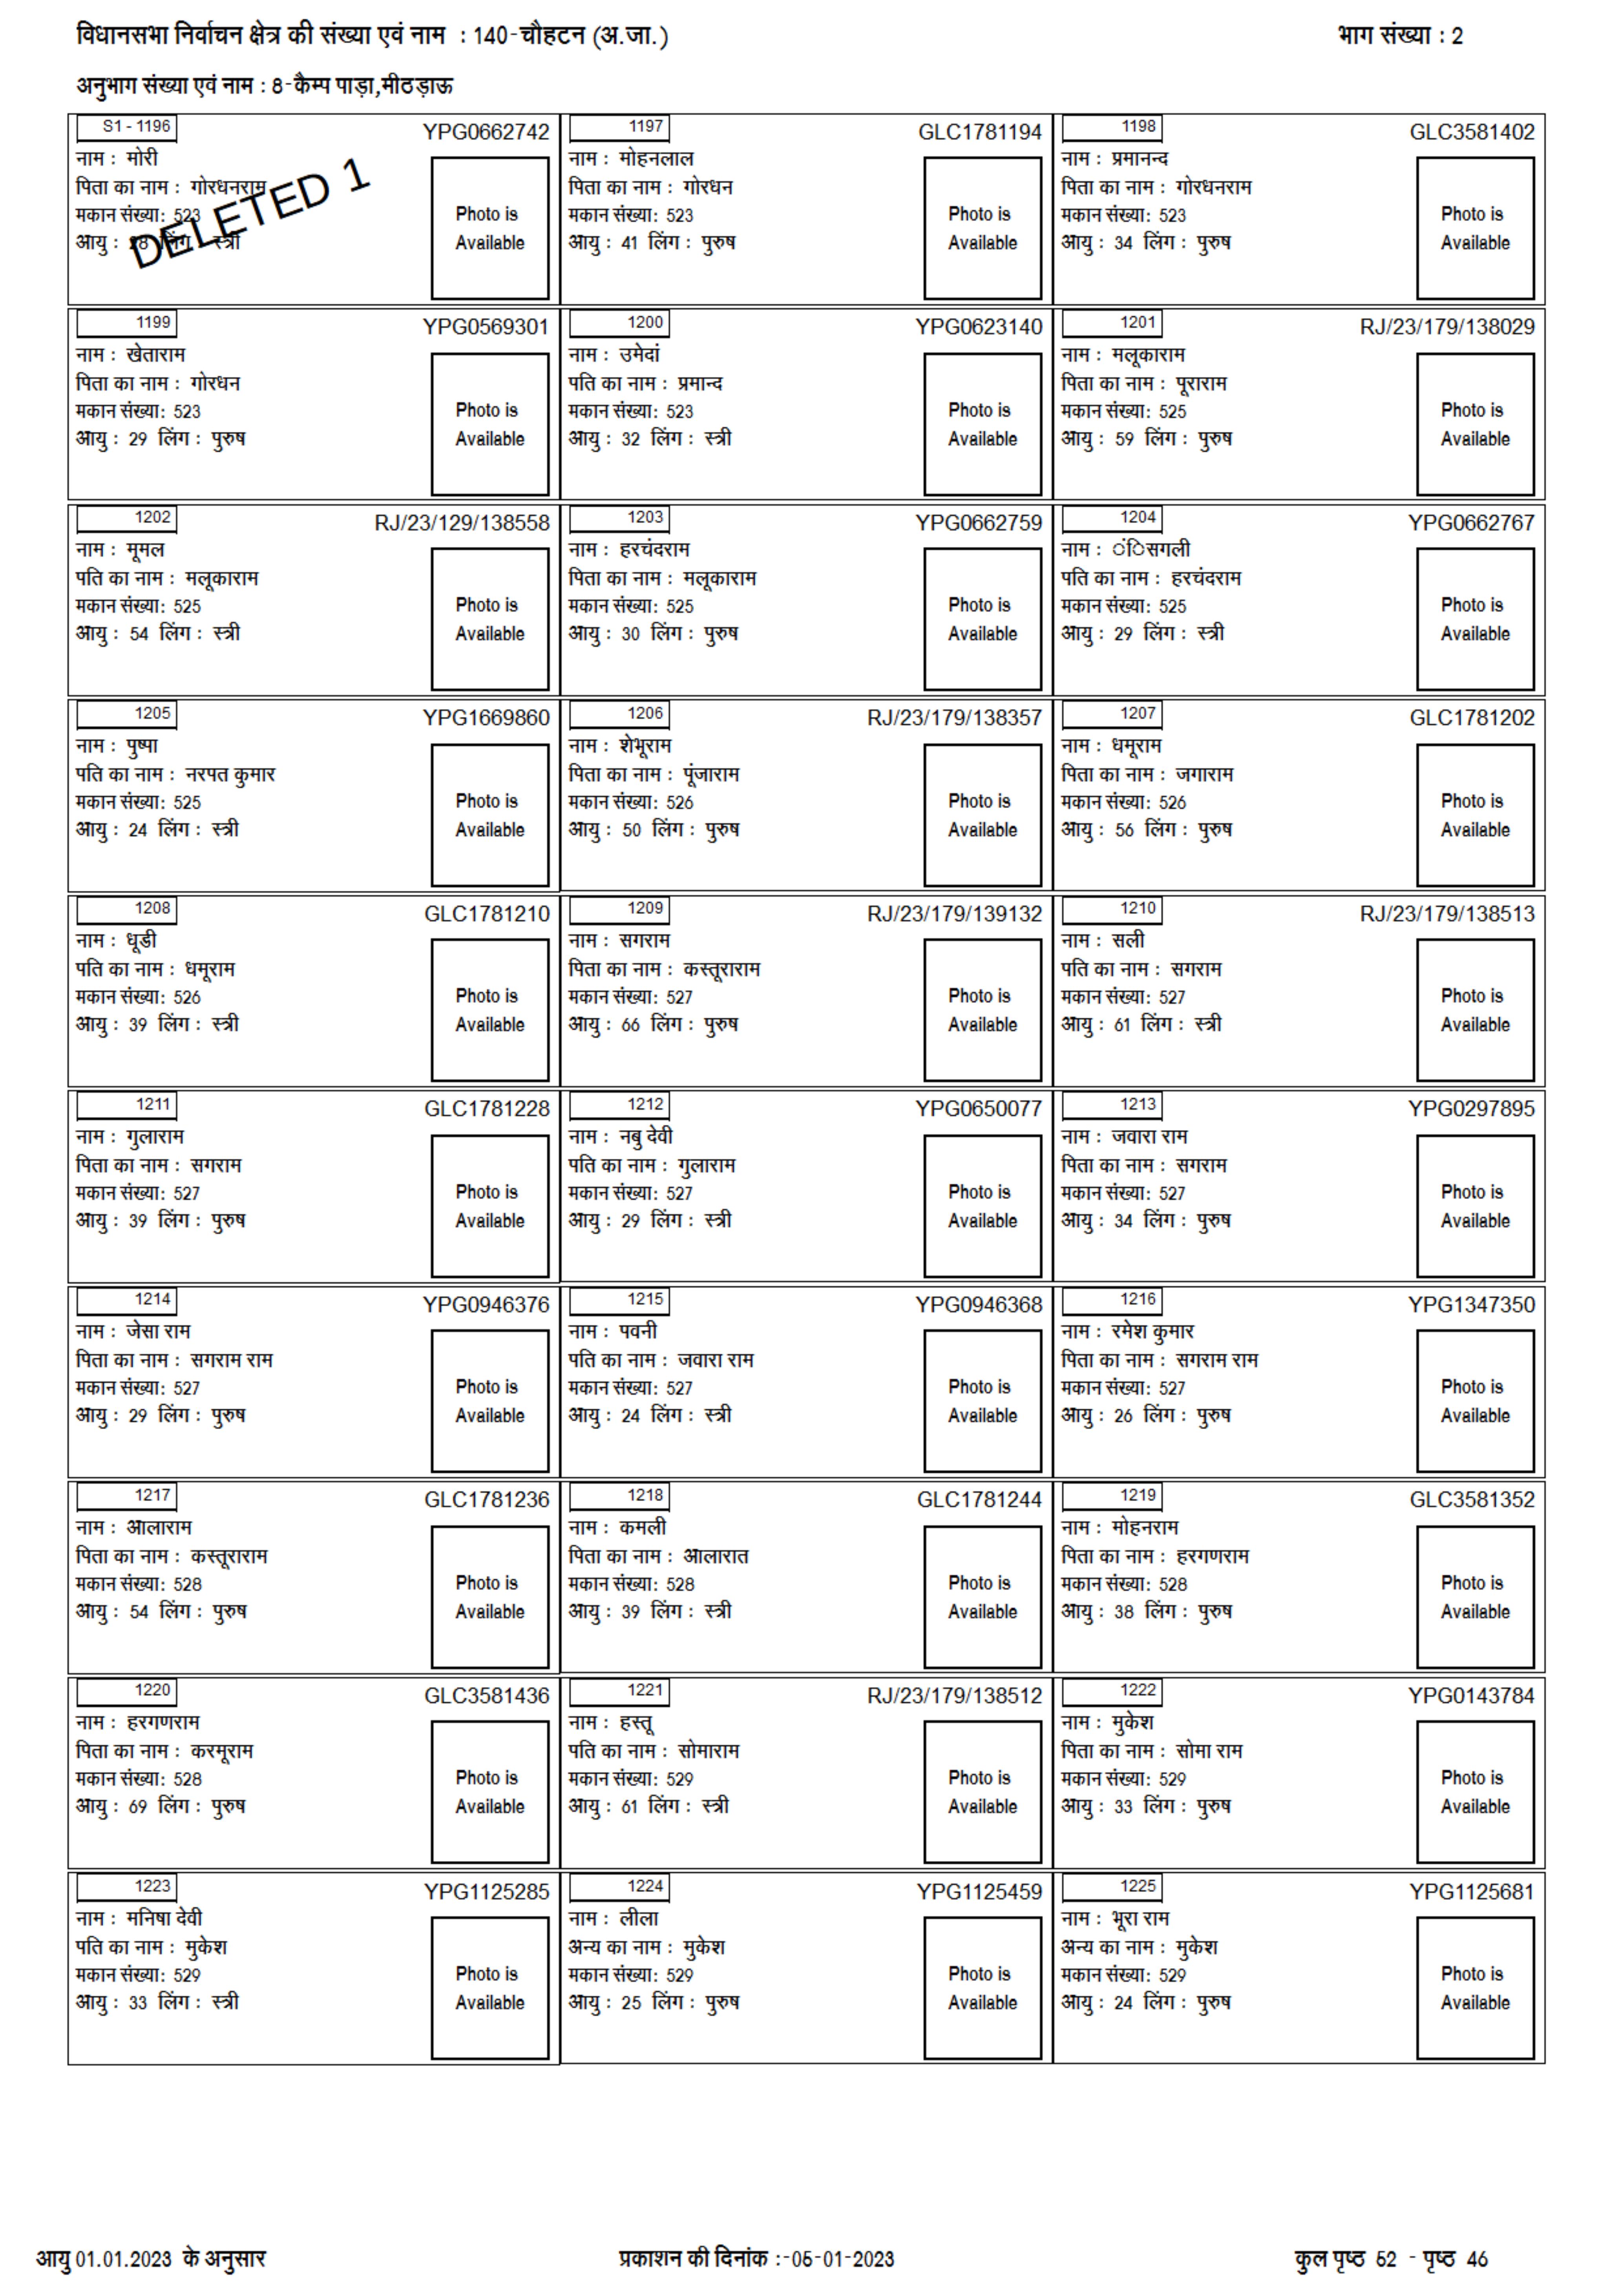 विधानसभा निर्वाचन क्षेत्र की संख्या एवं नाम : 140-चौहटन (अ.जा.)
भाग संख्या : 2
अनुभाग संख्या एवं नाम : 8-कैम्प पाड़ा,मीठड़ाऊ
S1 - 1196
YPG0662742
नाम : मोरी
पिता का नाम : गोरधनराम
मकान संख्या: 523
आयु : 28 लिंग : स्त्री
DELETED 1
Photo is
Available
1197
GLC1781194
नाम : मोहनलाल
पिता का नाम : गोरधन
मकान संख्या: 523
आयु : 41 लिंग : पुरुष
Photo is
Available
1198
GLC3581402
नाम : प्रमानन्द
पिता का नाम : गोरधनराम
मकान संख्या: 523
आयु : 34 लिंग : पुरुष
Photo is
Available
1199
YPG0569301
नाम : खेताराम
पिता का नाम : गोरधन
मकान संख्या: 523
आयु : 29 लिंग : पुरुष
Photo is
Available
1200
YPG0623140
नाम : उमेदां
पति का नाम : प्रमान्द
मकान संख्या: 523
आयु : 32 लिंग : स्त्री
Photo is
Available
1201
RJ/23/179/138029
नाम : मलूकाराम
पिता का नाम : पूराराम
मकान संख्या: 525
आयु : 59 लिंग : पुरुष
Photo is
Available
1202
RJ/23/129/138558
नाम : मूमल
पति का नाम : मलूकाराम
मकान संख्या: 525
आयु : 54 लिंग : स्त्री
Photo is
Available
1203
YPG0662759
नाम : हरचंदराम
पिता का नाम : मलूकाराम
मकान संख्या: 525
आयु : 30 लिंग : पुरुष
Photo is
Available
1204
YPG0662767
नाम : ंिसगली
पति का नाम : हरचंदराम
मकान संख्या: 525
आयु : 29 लिंग : स्त्री
Photo is
Available
1205
YPG1669860
नाम : पुष्पा
पति का नाम : नरपत कुमार
मकान संख्या: 525
आयु : 24 लिंग : स्त्री
Photo is
Available
1206
RJ/23/179/138357
नाम : शेभूराम
पिता का नाम : पूंजाराम
मकान संख्या: 526
आयु : 50 लिंग : पुरुष
Photo is
Available
1207
GLC1781202
नाम : धमूराम
पिता का नाम : जगाराम
मकान संख्या: 526
आयु : 56 लिंग : पुरुष
Photo is
Available
1208
GLC1781210
नाम : धूडी
पति का नाम : धमूराम
मकान संख्या: 526
आयु : 39 लिंग : स्त्री
Photo is
Available
1209
RJ/23/179/139132
नाम : सगराम
पिता का नाम : कस्तूराराम
मकान संख्या: 527
आयु : 66 लिंग : पुरुष
Photo is
Available
1210
RJ/23/179/138513
नाम : सली
पति का नाम : सगराम
मकान संख्या: 527
आयु : 61 लिंग : स्त्री
Photo is
Available
1211
GLC1781228
नाम : गुलाराम
पिता का नाम : सगराम
मकान संख्या: 527
आयु : 39 लिंग : पुरुष
Photo is
Available
1212
YPG0650077
नाम : नबु देवी
पति का नाम : गुलाराम
मकान संख्या: 527
आयु : 29 लिंग : स्त्री
Photo is
Available
1213
YPG0297895
नाम : जवारा राम
पिता का नाम : सगराम
मकान संख्या: 527
आयु : 34 लिंग : पुरुष
Photo is
Available
1214
YPG0946376
नाम : जेसा राम
पिता का नाम : सगराम राम
मकान संख्या: 527
आयु : 29 लिंग : पुरुष
Photo is
Available
1215
YPG0946368
नाम : पवनी
पति का नाम : जवारा राम
मकान संख्या: 527
आयु : 24 लिंग : स्त्री
Photo is
Available
1216
YPG1347350
नाम : रमेश कुमार
पिता का नाम : सगराम राम
मकान संख्या: 527
आयु : 26 लिंग : पुरुष
Photo is
Available
1217
GLC1781236
नाम : आलाराम
पिता का नाम : कस्तूराराम
मकान संख्या: 528
आयु : 54 लिंग : पुरुष
Photo is
Available
1218
GLC1781244
नाम : कमली
पिता का नाम : आलारात
मकान संख्या: 528
आयु : 39 लिंग : स्त्री
Photo is
Available
1219
GLC3581352
नाम : मोहनराम
पिता का नाम : हरगणराम
मकान संख्या: 528
आयु : 38 लिंग : पुरुष
Photo is
Available
1220
GLC3581436
नाम : हरगणराम
पिता का नाम : करमूराम
मकान संख्या: 528
आयु : 69 लिंग : पुरुष
Photo is
Available
1221
RJ/23/179/138512
नाम : हस्तू
पति का नाम : सोमाराम
मकान संख्या: 529
आयु : 61 लिंग : स्त्री
Photo is
Available
1222
YPG0143784
नाम : मुकेश
पिता का नाम : सोमा राम
मकान संख्या: 529
आयु : 33 लिंग : पुरुष
Photo is
Available
1223
YPG1125285
नाम : मनिषा देवी
पति का नाम : मुकेश
मकान संख्या: 529
आयु : 33 लिंग : स्त्री
Photo is
Available
1224
YPG1125459
नाम : लीला
अन्य का नाम : मुकेश
मकान संख्या: 529
आयु : 25 लिंग : पुरुष
Photo is
Available
1225
YPG1125681
नाम : भूरा राम
अन्य का नाम : मुकेश
मकान संख्या: 529
आयु : 24 लिंग : पुरुष
Photo is
Available
आयु 01.01.2023 के अनुसार
प्रकाशन की दिनांक :-05-01-2023
कुल पृष्ठ 52 - पृष्ठ 46